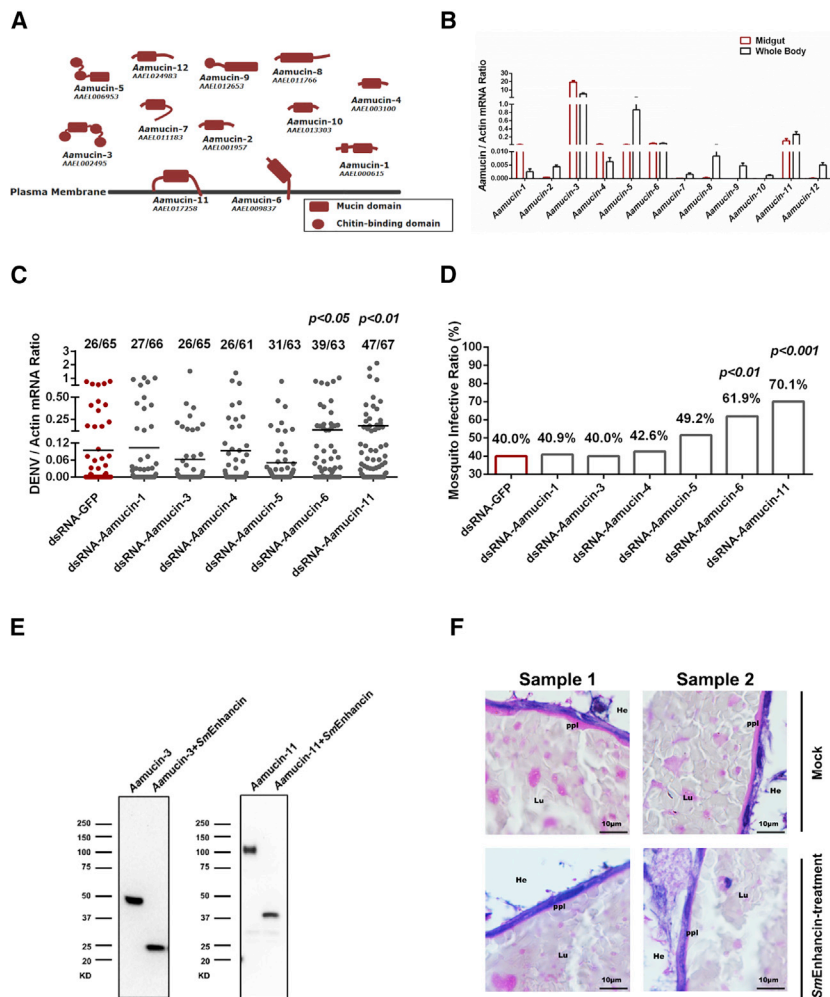 A
Aamucin-12
AAEL024983
Aamucin-5
AAEL006953
Aamucin-9
AAEL012653
Aamucin-8
AAEL011766
Aamucin-4
AAEL003100
Aamucin-7
AAEL011183
Aamucin-10
AAEL013303
Aamucin-3
AAEL002495
Aamucin-2
AAEL001957
Aamucin-1
AAEL000615
Plasma Membrane
Aamucin-11
AAEL017258
Aamucin-6
AAEL009837
Mucin domain
Chitin-binding domain
B
Midgut
Whole Body
Aamucin / Actin mRNA Ratio
30
20
10
1.4
1.2
1.0
0.8
0.6
0.4
0.2
0.010
0.005
0.000
Aamucin-1
Aamucin-2
Aamucin-3
Aamucin-4
Aamucin-5
Aamucin-6
Aamucin-7
Aamucin-8
Aamucin-9
Aamucin-10
Aamucin-11
Aamucin-12
C
p<0.05 p<0.01
26/65 27/66 26/65 26/61 31/63 39/63 47/67
DENV / Actin mRNA Ratio
3
2
1
0.50
0.25
0.12
0.06
0.00
dsRNA-GFP
dsRNA-Aamucin-1
dsRNA-Aamucin-3
dsRNA-Aamucin-4
dsRNA-Aamucin-5
dsRNA-Aamucin-6
dsRNA-Aamucin-11
D
Mosquito Infective Ratio (%)
100
90
80
70
60
50
40
30
p<0.001
p<0.01
70.1%
61.9%
49.2%
40.0% 40.9% 40.0% 42.6%
dsRNA-GFP
dsRNA-Aamucin-1
dsRNA-Aamucin-3
dsRNA-Aamucin-4
dsRNA-Aamucin-5
dsRNA-Aamucin-6
dsRNA-Aamucin-11
E
Aamucin-3
Aamucin-3+SmEnhancin
250
150
100
75
50
37
25
20
KD
Aamucin-11
Aamucin-11+SmEnhancin
250
150
100
75
50
37
25
20
KD
F
Sample 1 Sample 2
He
ppl
Lu
10μm
ppl
He
Lu
10μm
Mock
He
ppl
Lu
10μm
He
Lu
ppl
10μm
SmEnhancin-treatment